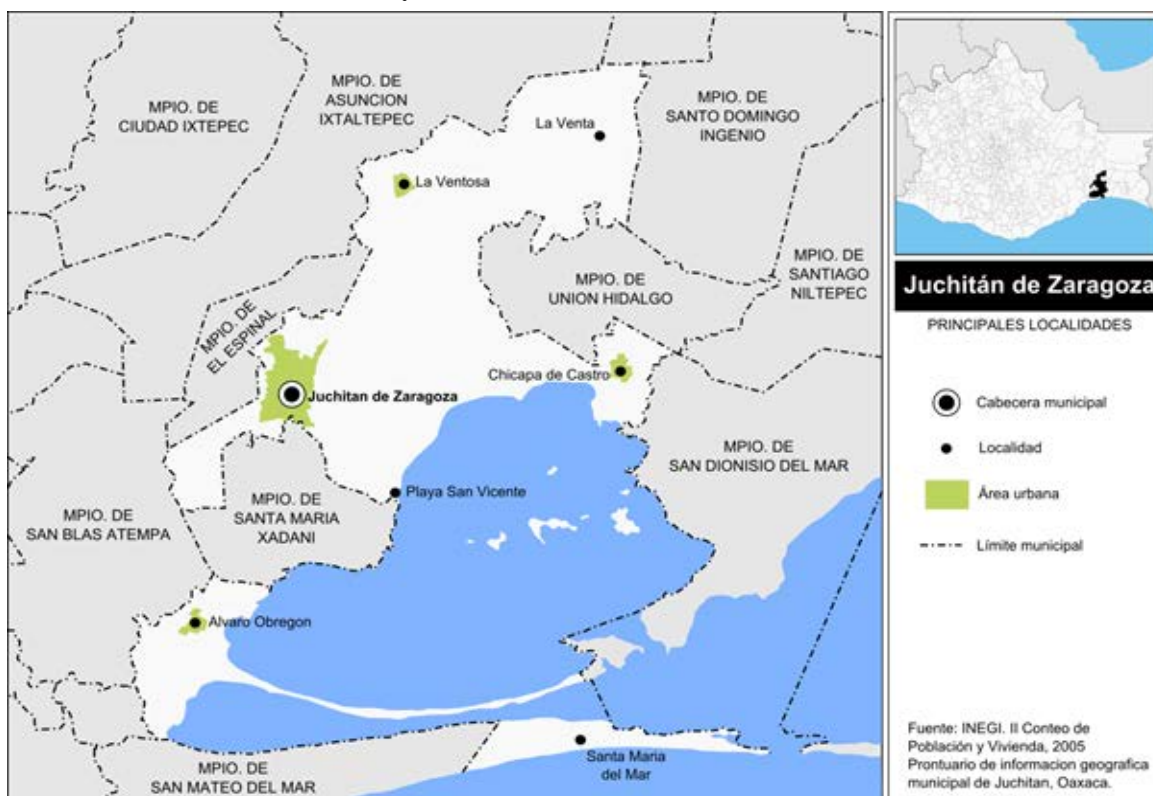 MPIO. DE
CIUDAD IXTEPEC
MPIO. DE
ASUNCION
IXTALTEPEC
MPIO. DE
SANTO DOMINGO
INGENIO
La Venta
La Ventosa
MPIO. DE
SANTIAGO
NILTEPEC
MPIO. DE
UNION HIDALGO
MPIO. DE
EL ESPINAL
Chicapa de Castro
Juchitan de Zaragoza
MPIO. DE
SAN DIONISIO DEL MAR
Playa San Vicente
MPIO. DE
SANTA MARIA
XADANI
MPIO. DE
SAN BLAS ATEMPA
Alvaro Obregon
Santa Maria
del Mar
MPIO. DE
SAN MATEO DEL MAR
Juchitán de Zaragoza
PRINCIPALES LOCALIDADES
Cabecera municipal
Localidad
Área urbana
Límite municipal
Fuente: INEGI. II Conteo de
Población y Vivienda, 2005
Prontuario de informacion geografica
municipal de Juchitan, Oaxaca.